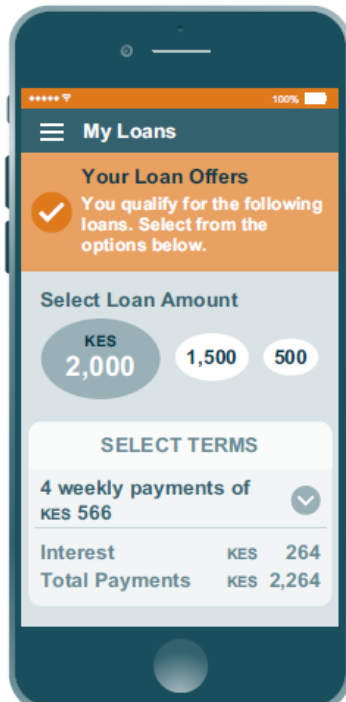 100%
My Loans
Your Loan Offers
You qualify for the following
loans. Select from the
options below.
Select Loan Amount
KES
2,000 1,500 500
SELECT TERMS
4 weekly payments of
KES 566
Interest KES 264
Total Payments KES 2,264